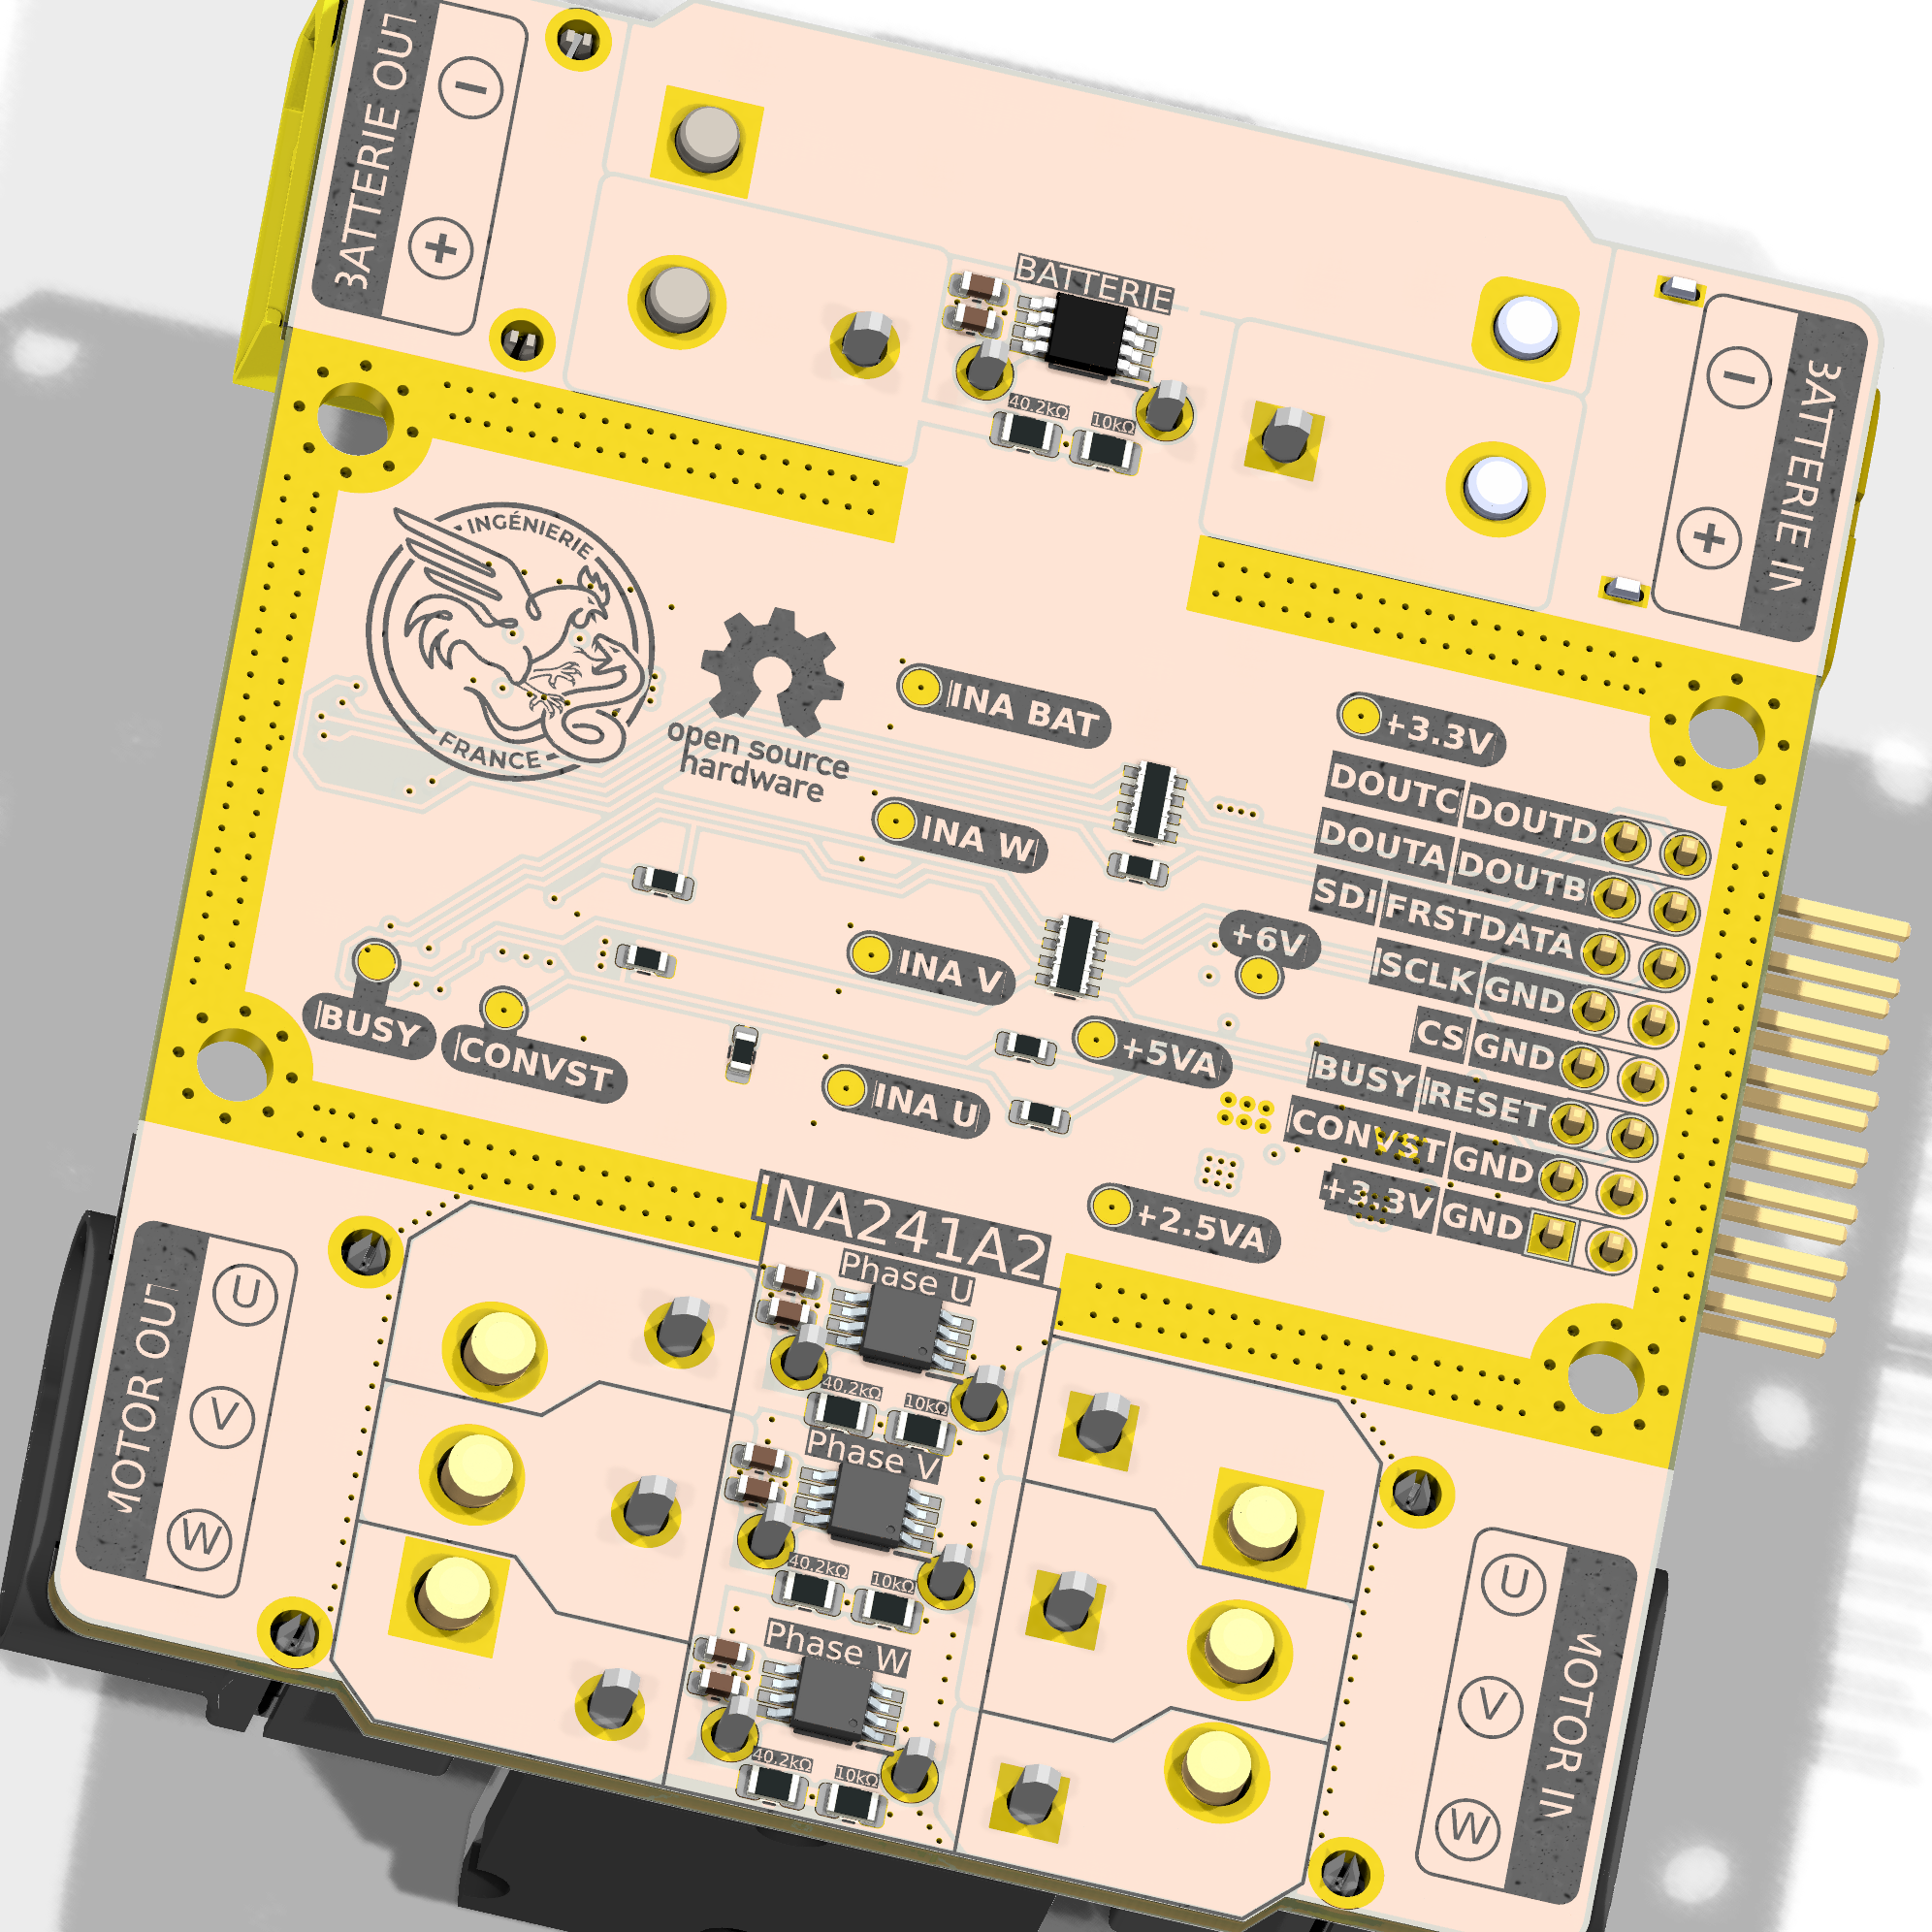 BATTERIE OUT
BATTERIE
40.2kΩ
10kΩ
BATTERIE IN
INGÉNIERIE
FRANCE
open source
hardware
INA BAT
INA W
INA V
INA U
BUSY
CONVST
+3.3V
DOUTC DOUTD
DOUTA DOUTB
SDI FRSTDATA
SCLK GND
CS GND
BUSY RESET
CONVST GND
+3.3V GND
+6V
+5VA
+2.5VA
INA241A2
Phase U
40.2kΩ
10kΩ
Phase V
40.2kΩ
10kΩ
Phase W
40.2kΩ
10kΩ
MOTOR OUT
U
V
W
MOTOR IN
U
V
W